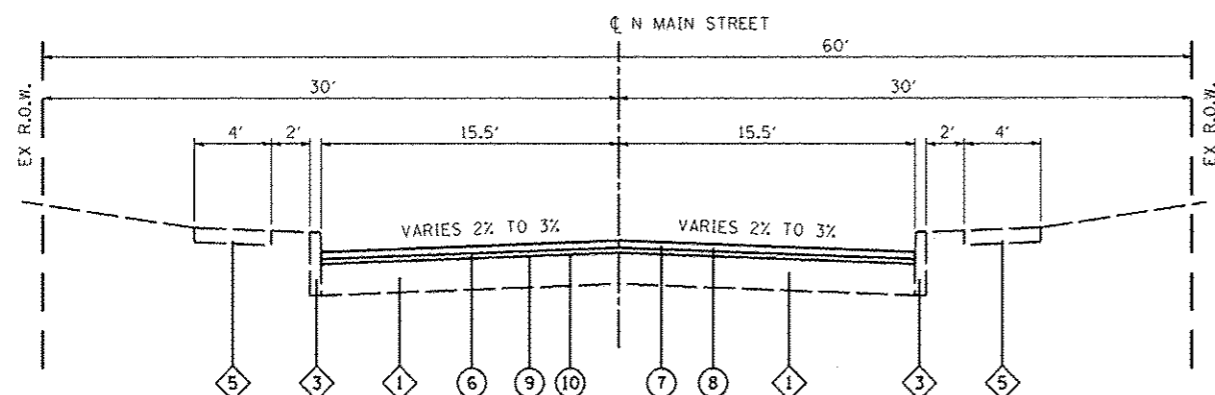 ℄ N MAIN STREET
60'
30' 30'
EX R.O.W. EX R.O.W.
4' 2' 15.5' 15.5' 2' 4'
VARIES 2% TO 3% VARIES 2% TO 3%
5 3 1 6 9 10 7 8 1 3 5